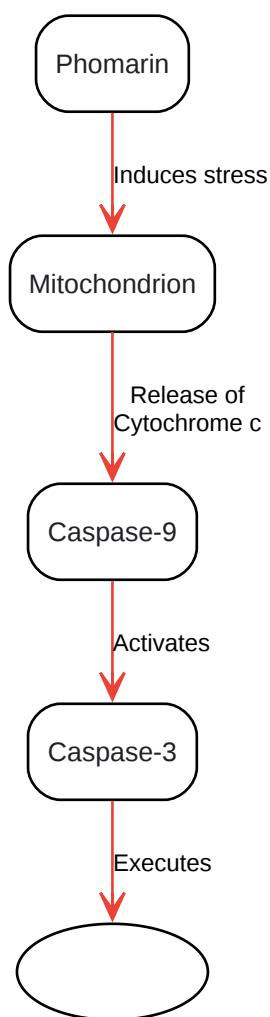 Phomarin
Induces stress
Mitochondrion
Release of
Cytochrome c
Caspase-9
Activates
Caspase-3
Executes